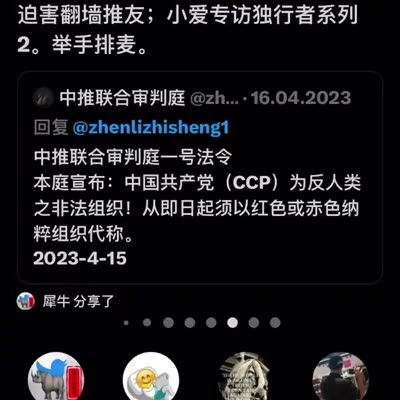 迫害翻墙推友；小爱专访独行者系列
2。举手排麦。
中推联合审判庭 @zh... · 16.04.2023
回复 @zhenlizhisheng1
中推联合审判庭一号法令
本庭宣布：中国共产党（CCP）为反人类
之非法组织！从即日起须以红色或赤色纳
粹组织代称。
2023-4-15
犀牛 分享了